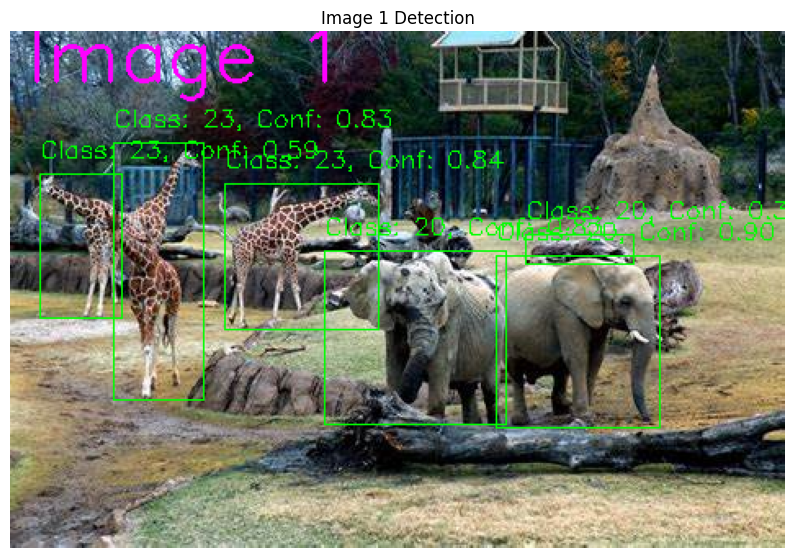 Image 1 Detection
Image 1
Class: 23, Conf: 0.83
Class: 23, Conf: 0.59
Class: 23, Conf: 0.84
Class: 20, Conf: 0.3
Class: 20, Conf:
Conf: 0.90